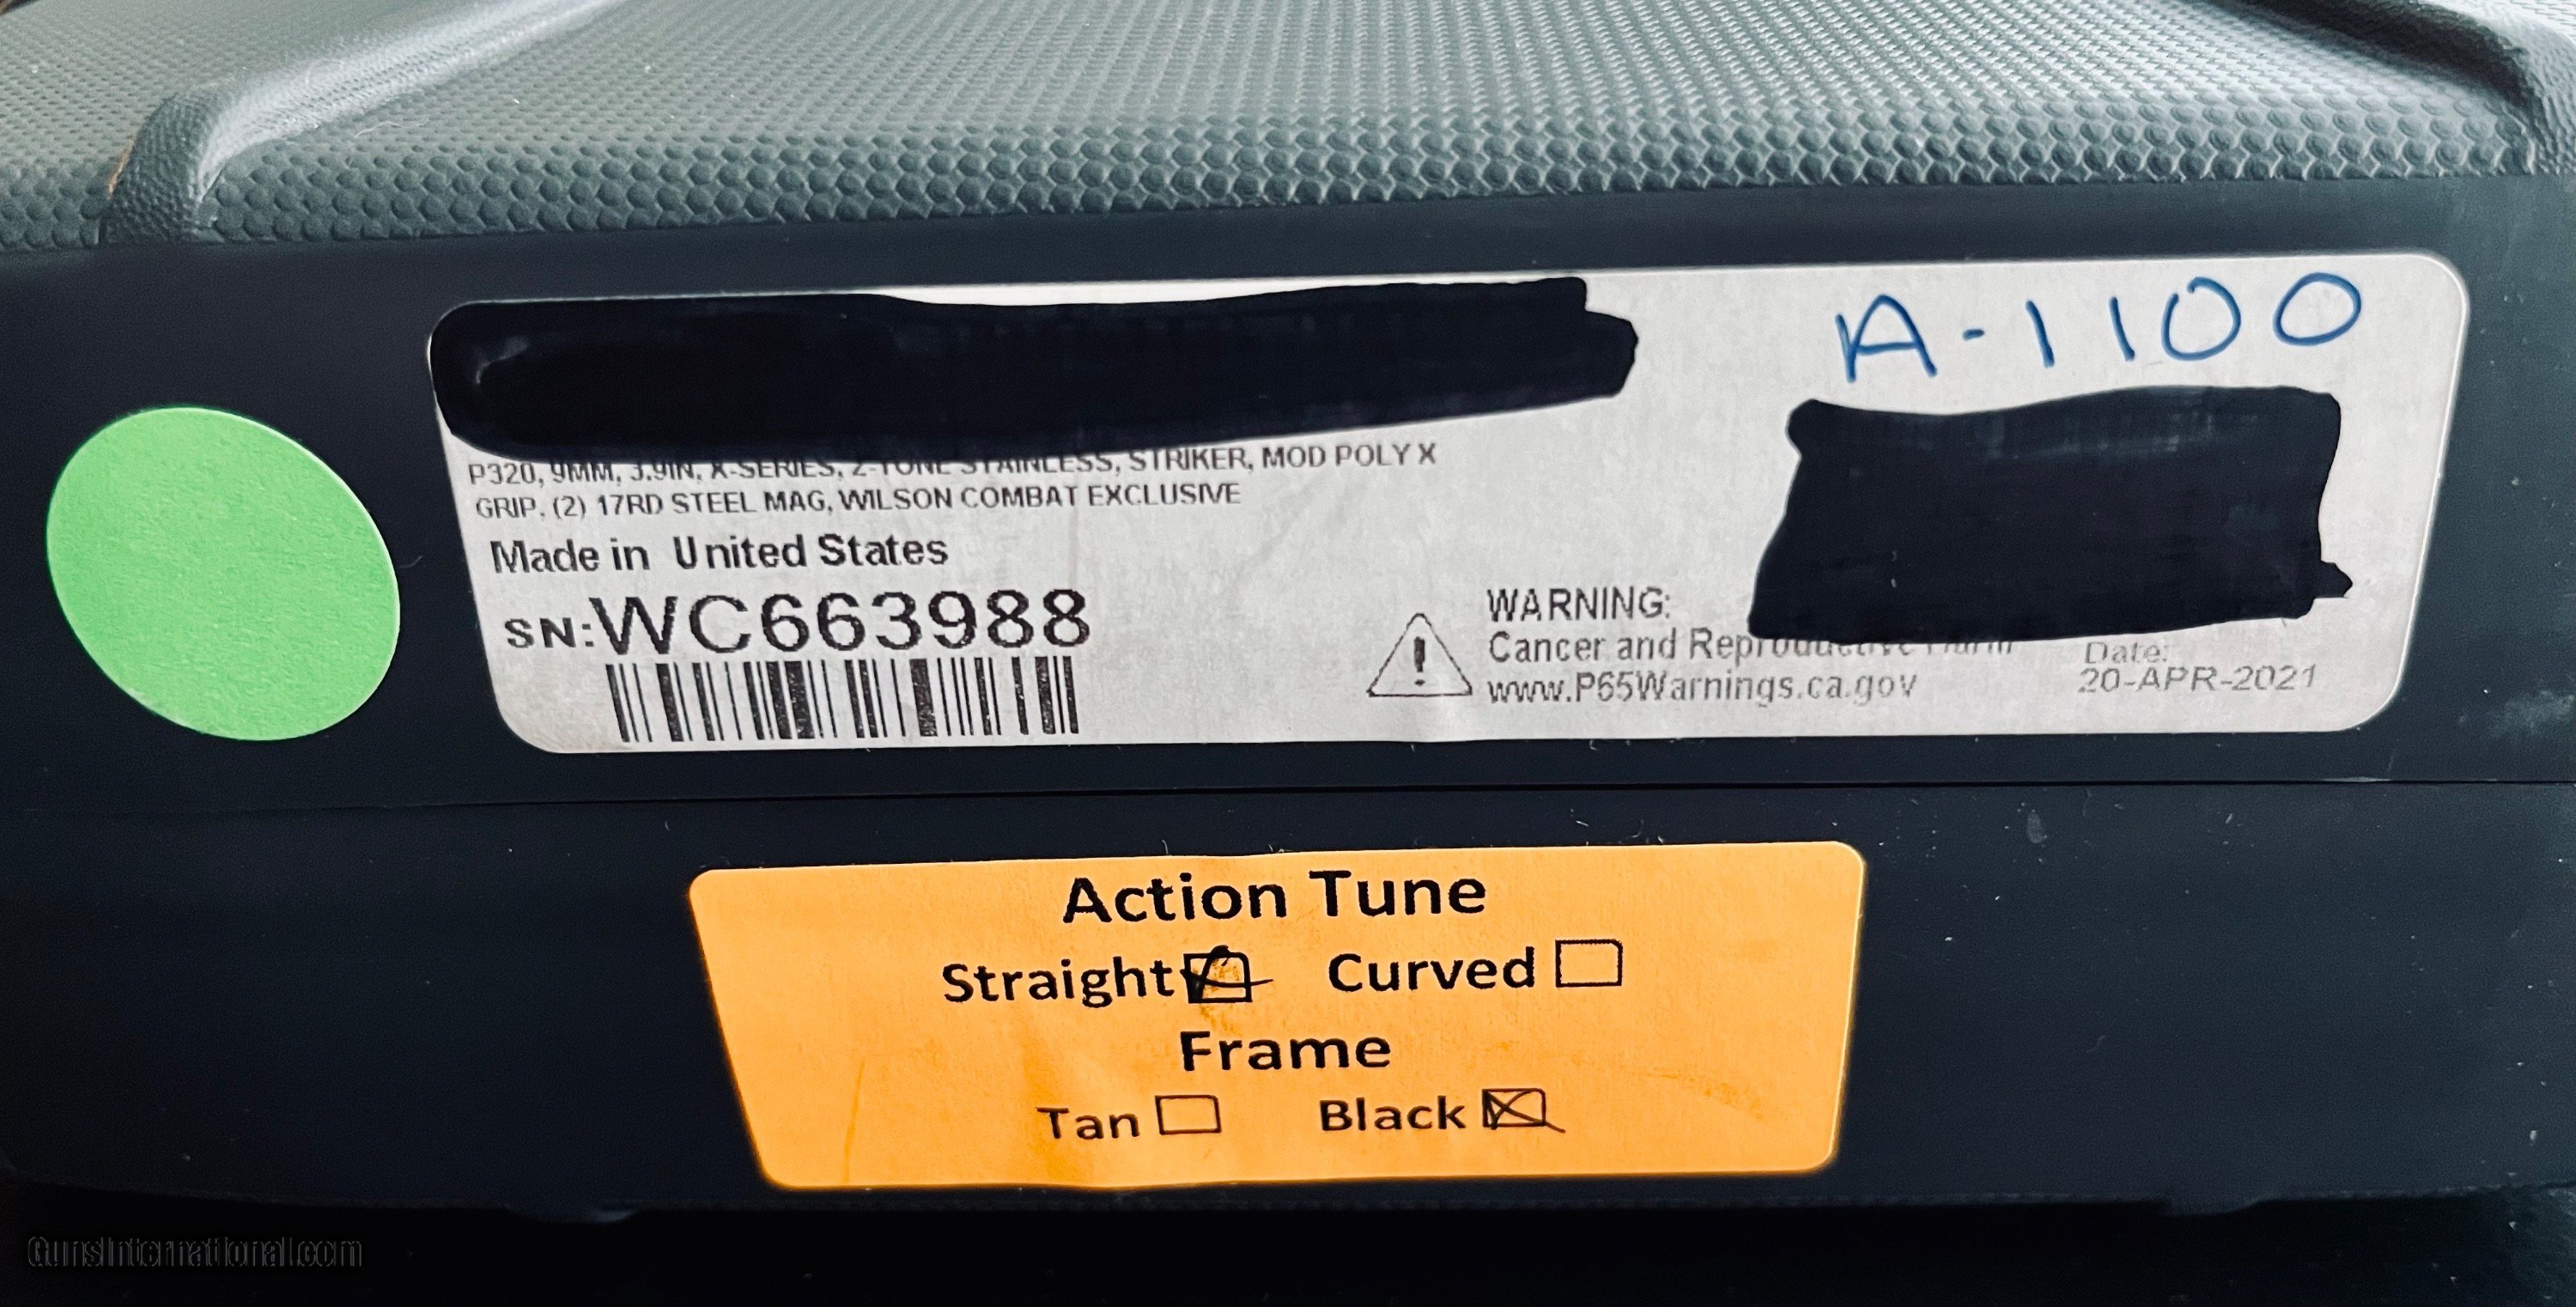 A-1100
P320, 9MM, 3.9IN, X-SERIES, 2-TONE STAINLESS, STRIKER, MOD POLY X
GRIP, (2) 17RD STEEL MAG, WILSON COMBAT EXCLUSIVE
Made in United States
SN:WC663988
WARNING:
Cancer and Reproductive Harm
www.P65Warnings.ca.gov
Date:
20-APR-2021
Action Tune
Straight Curved
Frame
Tan Black
GunsInternational.com